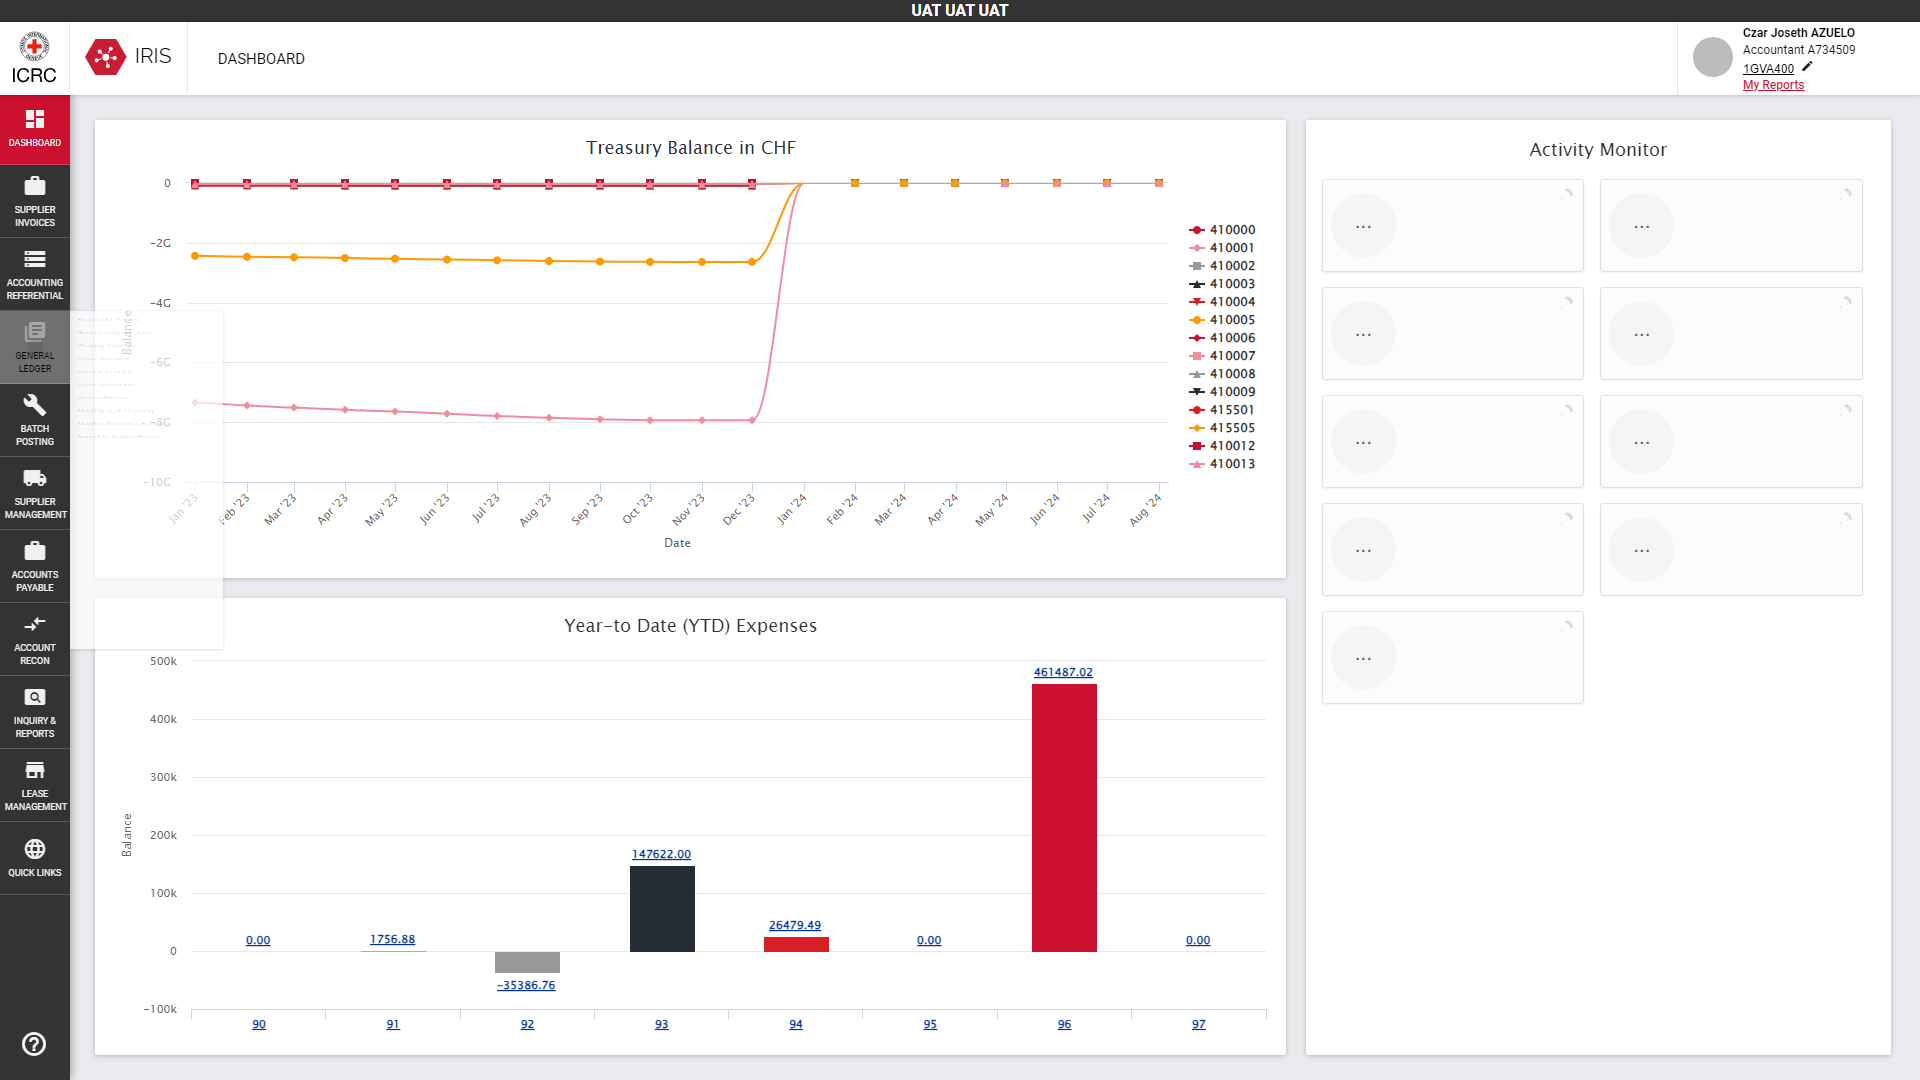 UAT UAT UAT
ICRC
IRIS
DASHBOARD
Czar Joseth AZUELO
Accountant A734509
1GVA400
My Reports
DASHBOARD
SUPPLIER
INVOICES
ACCOUNTING
REFERENTIAL
GENERAL
LEDGER
BATCH
POSTING
SUPPLIER
MANAGEMENT
ACCOUNTS
PAYABLE
ACCOUNT
RECON
INQUIRY &
REPORTS
LEASE
MANAGEMENT
QUICK LINKS
Treasury Balance in CHF
Balance
0
-2G
-4G
-6G
-8G
-10G
Jan '23
Feb '23
Mar '23
Apr '23
May '23
Jun '23
Jul '23
Aug '23
Sep '23
Oct '23
Nov '23
Dec '23
Jan '24
Feb '24
Mar '24
Apr '24
May '24
Jun '24
Jul '24
Aug '24
Date
410000
410001
410002
410003
410004
410005
410006
410007
410008
410009
415501
415505
410012
410013
Year-to Date (YTD) Expenses
Balance
500k
400k
300k
200k
100k
0
-100k
0.00
1756.88
-35386.76
147622.00
26479.49
0.00
461487.02
0.00
90
91
92
93
94
95
96
97
Activity Monitor
...
...
...
...
...
...
...
...
...